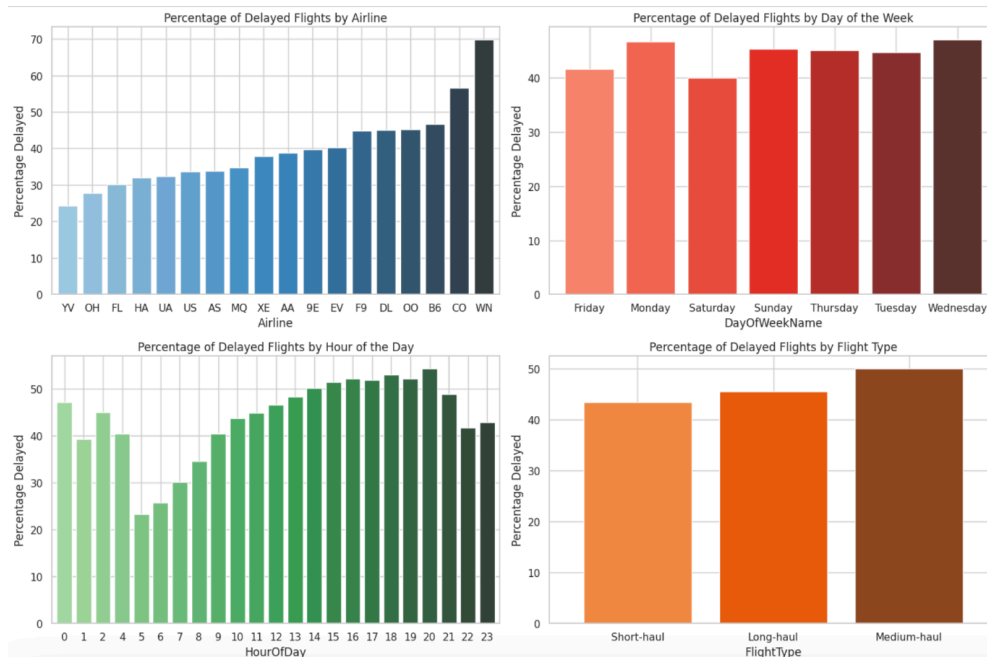 Percentage of Delayed Flights by Airline
Percentage Delayed
70
60
50
40
30
20
10
0
YV OH FL HA UA US AS MQ XE AA 9E EV F9 DL OO B6 CO WN
Airline
Percentage of Delayed Flights by Day of the Week
Percentage Delayed
40
30
20
10
0
Friday Monday Saturday Sunday Thursday Tuesday Wednesday
DayOfWeekName
Percentage of Delayed Flights by Hour of the Day
Percentage Delayed
50
40
30
20
10
0
0 1 2 4 5 6 7 8 9 10 11 12 13 14 15 16 17 18 19 20 21 22 23
HourOfDay
Percentage of Delayed Flights by Flight Type
Percentage Delayed
50
40
30
20
10
0
Short-haul Long-haul Medium-haul
FlightType